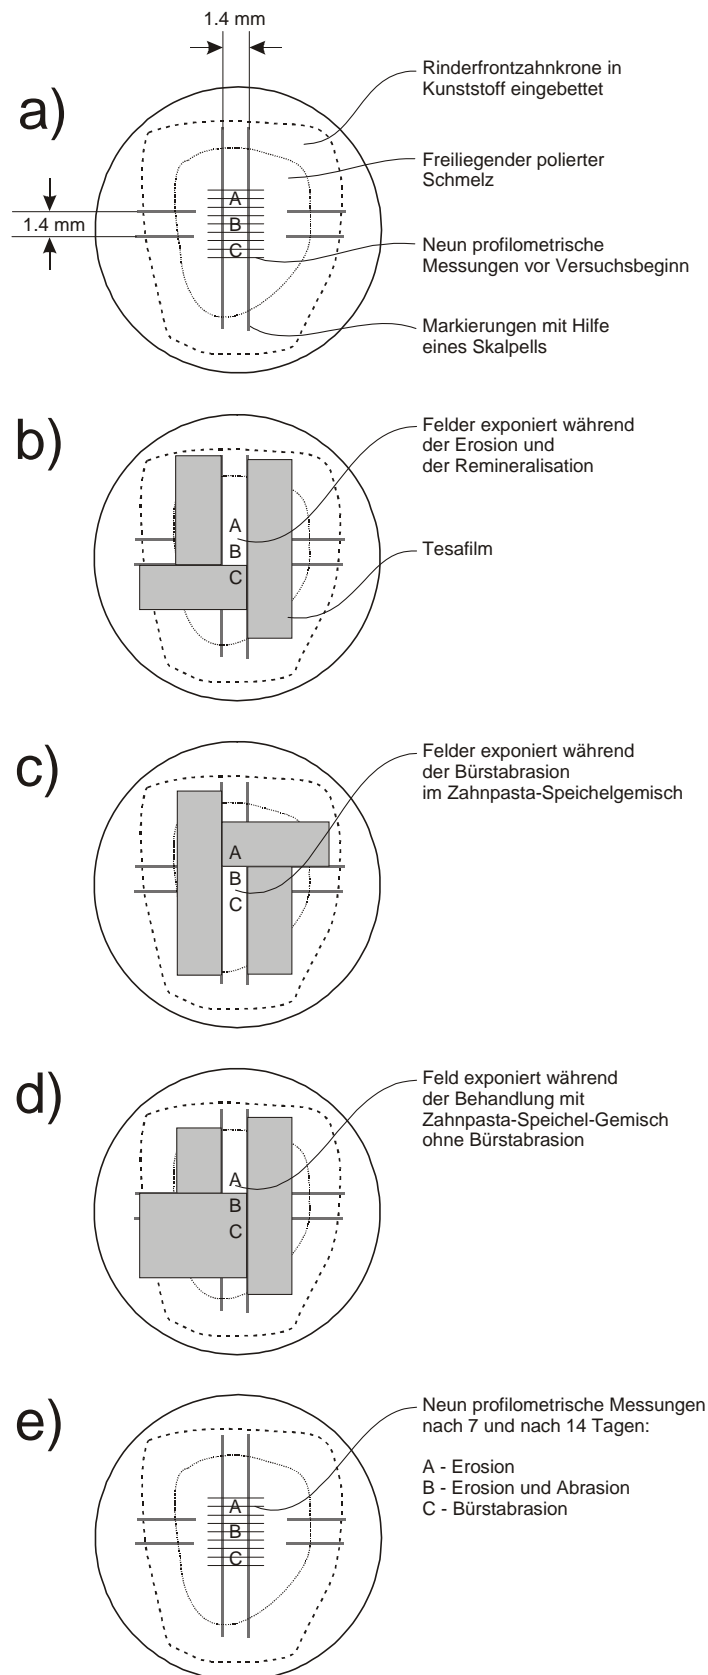 1.4 mm
a)
Rinderfrontzahnkrone in
Kunststoff eingebettet
Freiliegender polierter
Schmelz
1.4 mm
A
B
C
Neun profilometrische
Messungen vor Versuchsbeginn
Markierungen mit Hilfe
eines Skalpells
b)
Felder exponiert während
der Erosion und
der Remineralisation
A
B
C
Tesafilm
c)
Felder exponiert während
der Bürstabrasion
im Zahnpasta-Speichelgemisch
A
B
C
d)
Feld exponiert während
der Behandlung mit
Zahnpasta-Speichel-Gemisch
ohne Bürstabrasion
A
B
C
e)
Neun profilometrische Messungen
nach 7 und nach 14 Tagen:
A - Erosion
B - Erosion und Abrasion
C - Bürstabrasion
A
B
C